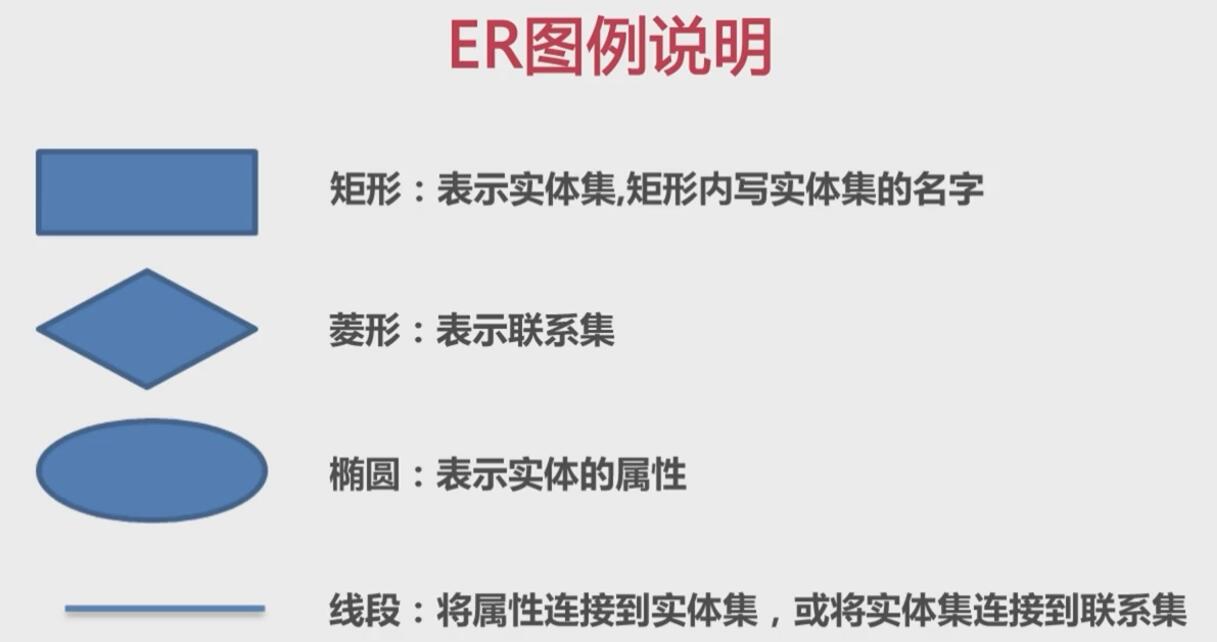 ER图例说明
矩形：表示实体集,矩形内写实体集的名字
菱形：表示联系集
椭圆：表示实体的属性
线段：将属性连接到实体集，或将实体集连接到联系集